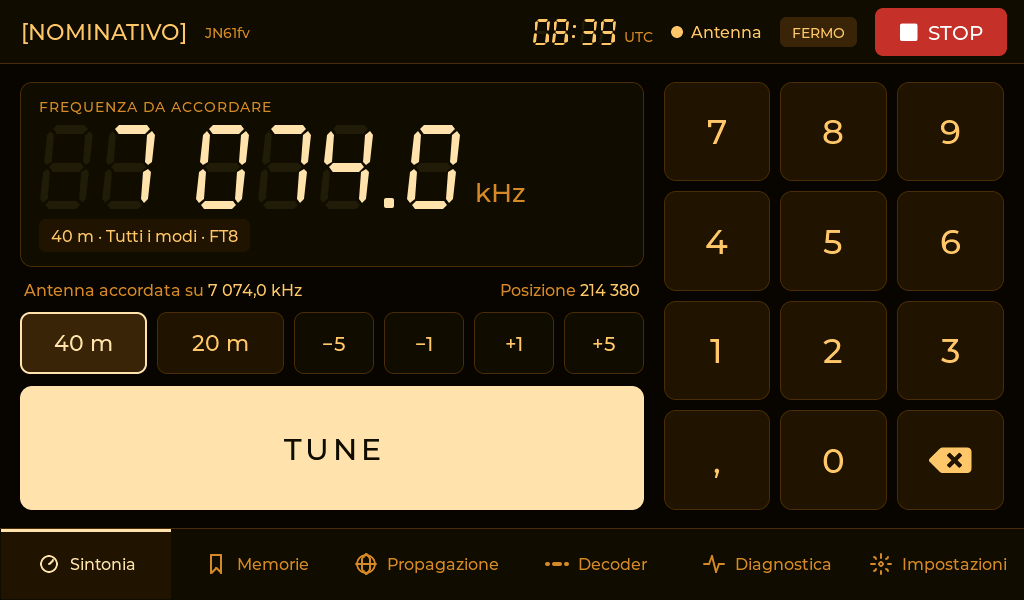 [NOMINATIVO] JN61fv 08:39 UTC Antenna FERMO STOP
FREQUENZA DA ACCORDARE
7 074.0 kHz
40 m · Tutti i modi · FT8
Antenna accordata su 7 074,0 kHz Posizione 214 380
40 m 20 m −5 −1 +1 +5
TUNE
7 8 9
4 5 6
1 2 3
, 0
Sintonia Memorie Propagazione Decoder Diagnostica Impostazioni